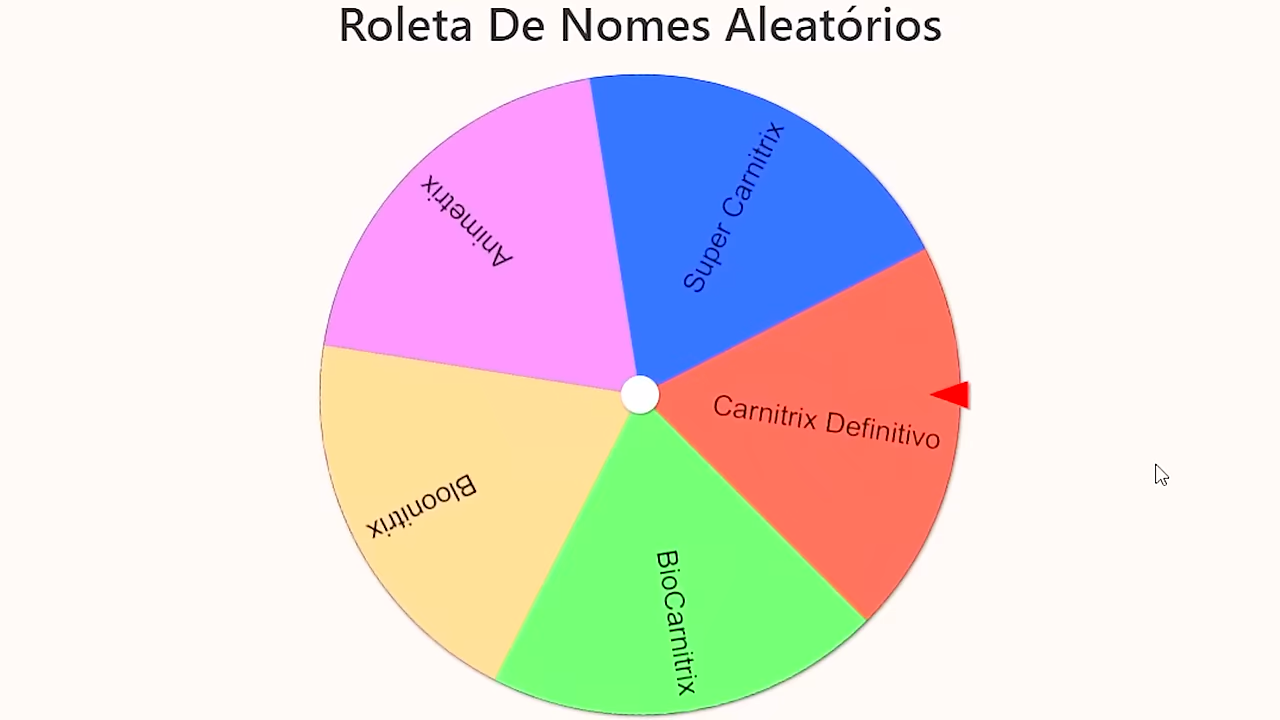 Roleta De Nomes Aleatórios
Super Carnitrix
Animetrix
Carnitrix Definitivo
Bloonitrix
BioCarnitrix